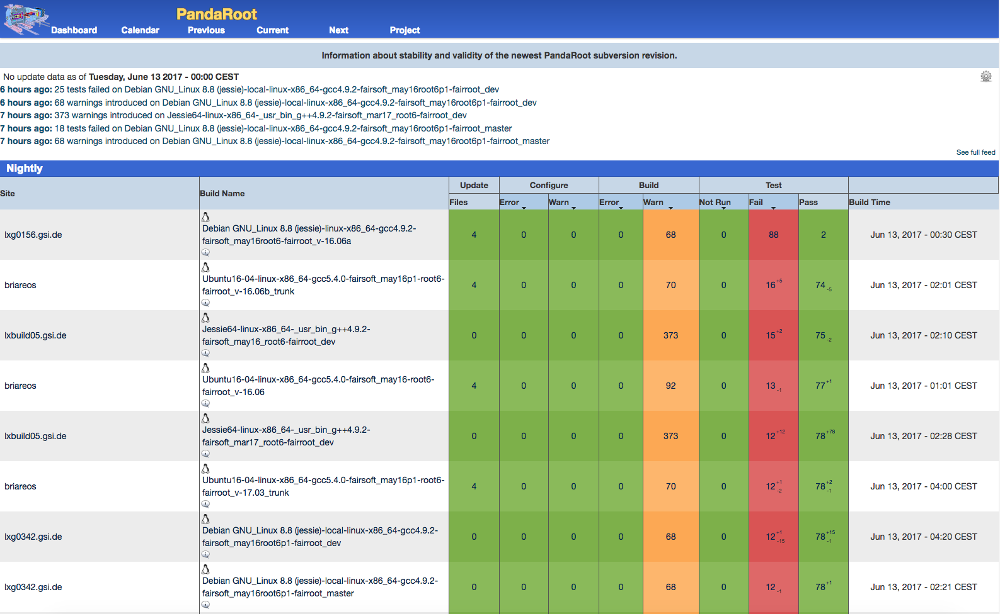 PandaRoot
Dashboard Calendar Previous Current Next Project
Information about stability and validity of the newest PandaRoot subversion revision.
No update data as of Tuesday, June 13 2017 - 00:00 CEST
6 hours ago: 25 tests failed on Debian GNU_Linux 8.8 (jessie)-local-linux-x86_64-gcc4.9.2-fairsoft_may16root6p1-fairroot_dev
6 hours ago: 68 warnings introduced on Debian GNU_Linux 8.8 (jessie)-local-linux-x86_64-gcc4.9.2-fairsoft_may16root6p1-fairroot_dev
7 hours ago: 373 warnings introduced on Jessie64-linux-x86_64-_usr_bin_g++4.9.2-fairsoft_mar17_root6-fairroot_dev
7 hours ago: 18 tests failed on Debian GNU_Linux 8.8 (jessie)-local-linux-x86_64-gcc4.9.2-fairsoft_may16root6p1-fairroot_master
7 hours ago: 68 warnings introduced on Debian GNU_Linux 8.8 (jessie)-local-linux-x86_64-gcc4.9.2-fairsoft_may16root6p1-fairroot_master
See full feed
Nightly
Site Build Name Update Configure Build Test
Files Error Warn Error Warn Not Run Fail Pass Build Time
lxg0156.gsi.de
Debian GNU_Linux 8.8 (jessie)-linux-x86_64-gcc4.9.2-
fairsoft_may16root6-fairroot_v-16.06a
4 0 0 0 68 0 88 2 Jun 13, 2017 - 00:30 CEST
briareos
Ubuntu16-04-linux-x86_64-gcc5.4.0-fairsoft_may16p1-root6-
fairroot_v-16.06b_trunk
4 0 0 0 70 0 16 +5 74 -5 Jun 13, 2017 - 02:01 CEST
lxbuild05.gsi.de
Jessie64-linux-x86_64-_usr_bin_g++4.9.2-
fairsoft_may16_root6-fairroot_dev
0 0 0 0 373 0 15 +2 75 -2 Jun 13, 2017 - 02:10 CEST
briareos
Ubuntu16-04-linux-x86_64-gcc5.4.0-fairsoft_may16-root6-
fairroot_v-16.06
4 0 0 0 92 0 13 -1 77 +1 Jun 13, 2017 - 01:01 CEST
lxbuild05.gsi.de
Jessie64-linux-x86_64-_usr_bin_g++4.9.2-
fairsoft_mar17_root6-fairroot_dev
0 0 0 0 373 0 12 +12 78 +78 Jun 13, 2017 - 02:28 CEST
briareos
Ubuntu16-04-linux-x86_64-gcc5.4.0-fairsoft_may16p1-root6-
fairroot_v-17.03_trunk
4 0 0 0 70 0 12 +1 -2 78 +2 -1 Jun 13, 2017 - 04:00 CEST
lxg0342.gsi.de
Debian GNU_Linux 8.8 (jessie)-local-linux-x86_64-gcc4.9.2-
fairsoft_may16root6p1-fairroot_dev
0 0 0 0 68 0 12 +1 -15 78 +15 -1 Jun 13, 2017 - 04:20 CEST
lxg0342.gsi.de
Debian GNU_Linux 8.8 (jessie)-local-linux-x86_64-gcc4.9.2-
fairsoft_may16root6p1-fairroot_master
0 0 0 0 68 0 12 -1 78 +1 Jun 13, 2017 - 02:21 CEST